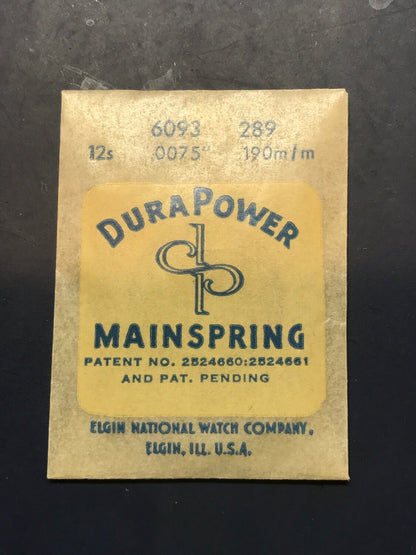 6093 289
12s .0075" .190m/m
DURAPOWER
MAINSPRING
PATENT NO. 2524660:2524661
AND PAT. PENDING
ELGIN NATIONAL WATCH COMPANY.
ELGIN, ILL. U.S.A.